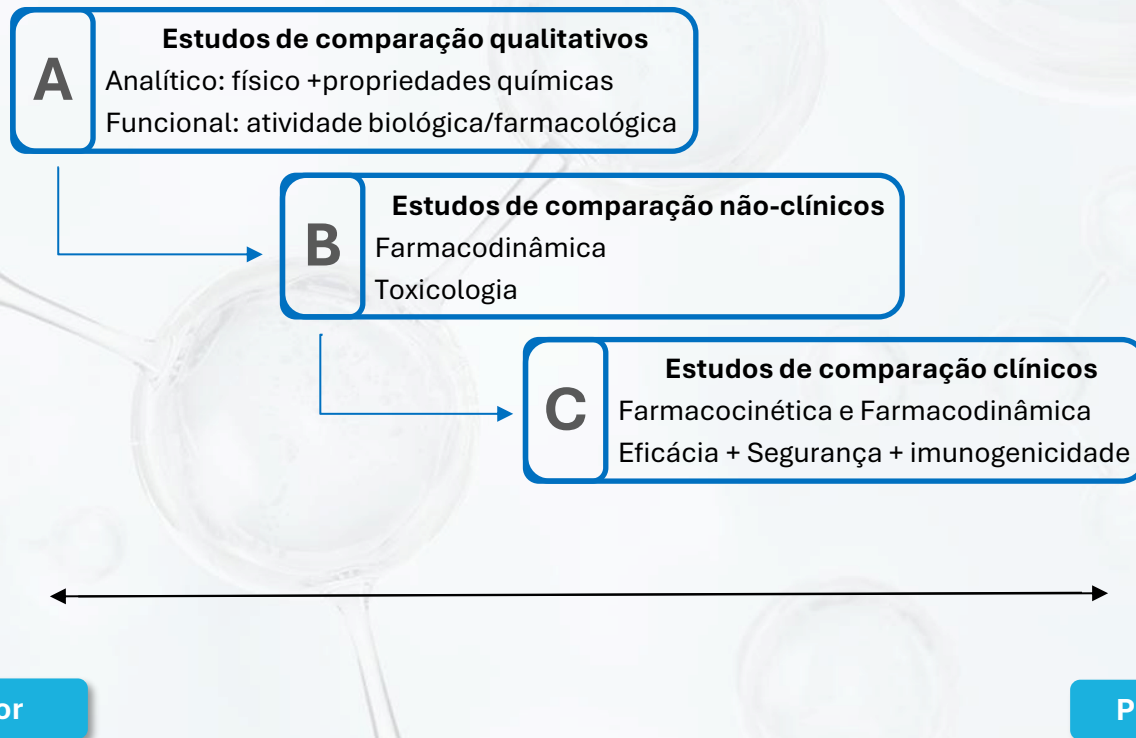 A
Estudos de comparação qualitativos
Analítico: físico +propriedades químicas
Funcional: atividade biológica/farmacológica
B
Estudos de comparação não-clínicos
Farmacodinâmica
Toxicologia
C
Estudos de comparação clínicos
Farmacocinética e Farmacodinâmica
Eficácia + Segurança + imunogenicidade